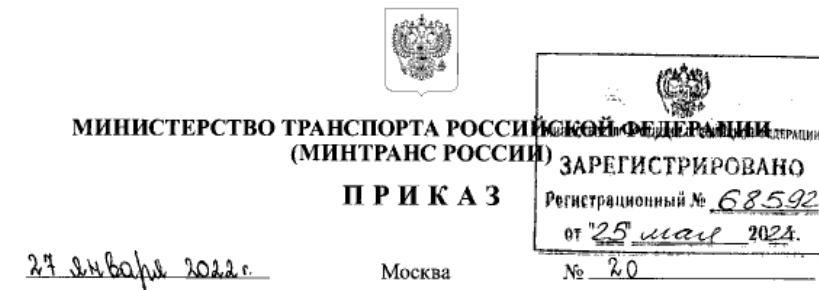 МИНИСТЕРСТВО ТРАНСПОРТА РОССИЙСКОЙ ФЕДЕРАЦИИ
(МИНТРАНС РОССИИ)
ПРИКАЗ
ЗАРЕГИСТРИРОВАНО
Регистрационный № 68592
от "25" мая
27 января 2022 г.
Москва
№ 20